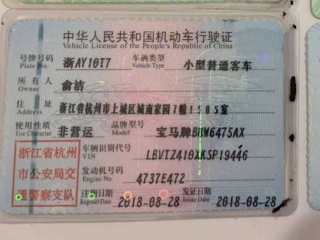 中华人民共和国机动车行驶证
Vehicle License of the People's Republic of China
号牌号码 Plate No. 浙AY10T7 车辆类型 Vehicle Type 小型普通客车
所有人 Owner 俞洁
住址 Address 浙江省杭州市上城区城南家园7幢1105室
使用性质 Use Character 非营运 品牌型号 Model 宝马牌BMW6475AX
浙江省杭州市公安局交通警察支队
车辆识别代号 VIN LBVTZ410XKSP19446
发动机号码 Engine No. 4737E472
注册日期 2018-08-28 发证日期 Issue Date 2018-08-28